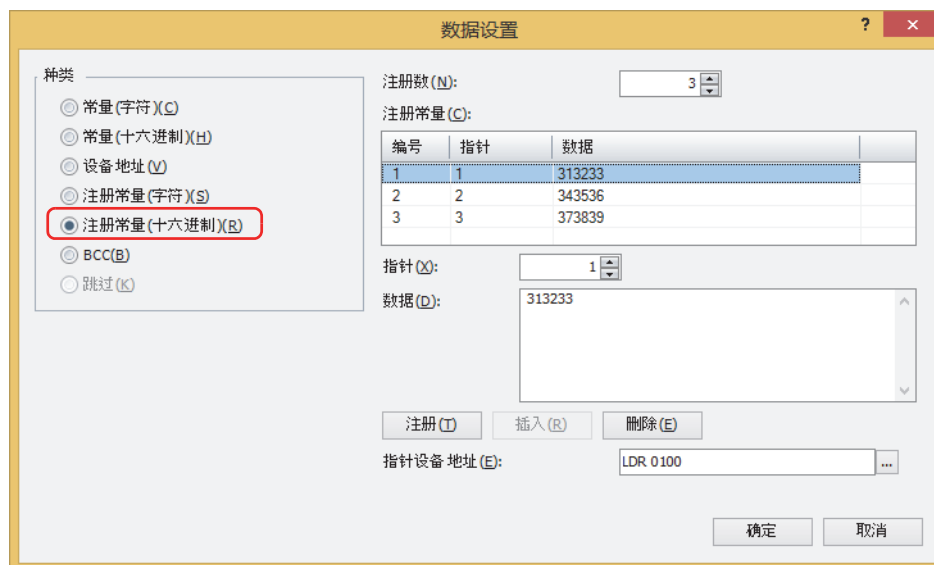 数据设置
? ×
种类
常量(字符)(C)
常量(十六进制)(H)
设备地址(V)
注册常量(字符)(S)
注册常量(十六进制)(R)
BCC(B)
跳过(K)
注册数(N): 3
注册常量(C):
编号 指针 数据
1 1 313233
2 2 343536
3 3 373839
指针(X): 1
数据(D): 313233
注册(T) 插入(R) 删除(E)
指针设备地址(E): LDR 0100 ...
确定 取消